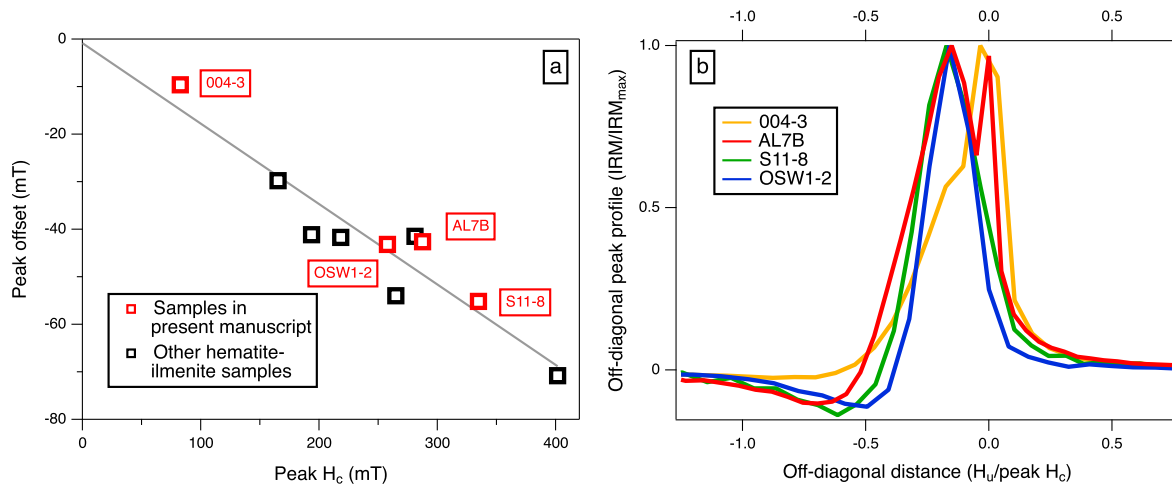 -1.0
-0.5
0.0
0.5
0
-20
-40
-60
-80
Peak offset (mT)
a
004-3
AL7B
OSW1-2
S11-8
Samples in
present manuscript
Other hematite-
ilmenite samples
0
100
200
300
400
Peak Hc (mT)
1.0
0.5
0
Off-diagonal peak profile (IRM/IRMmax)
b
004-3
AL7B
S11-8
OSW1-2
-1.0
-0.5
0.0
0.5
Off-diagonal distance (Hu/peak Hc)